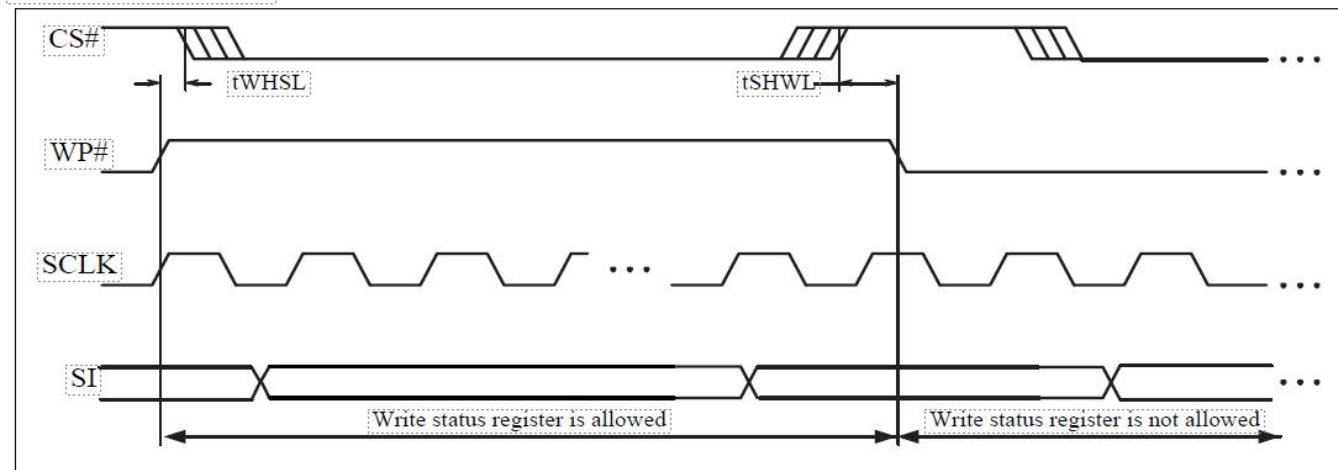 CS#
tWHSL
tSHWL
WP#
SCLK
SI
Write status register is allowed
Write status register is not allowed